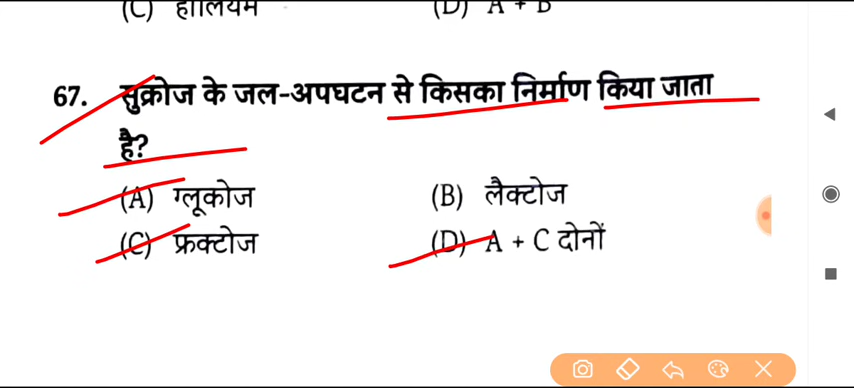 (C) हीलियम (D) A + B
67. सुक्रोज के जल-अपघटन से किसका निर्माण किया जाता
है?
(A) ग्लूकोज (B) लैक्टोज
(C) फ्रक्टोज (D) A + C दोनों